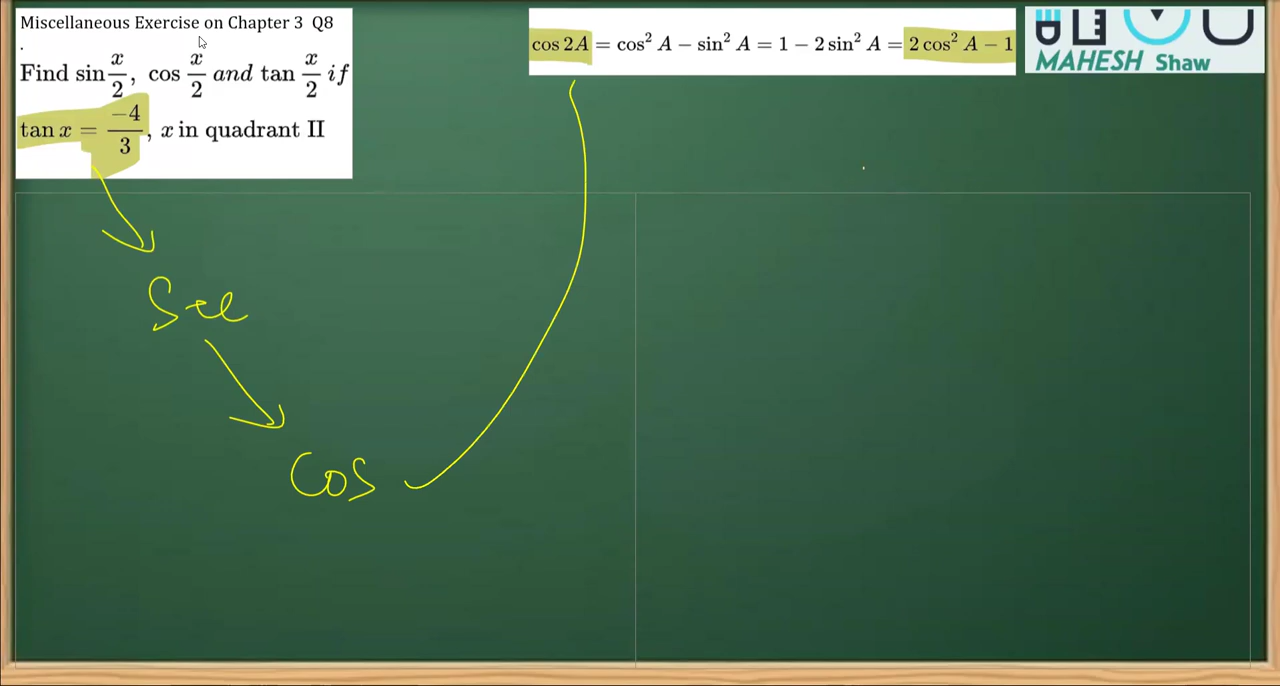 Miscellaneous Exercise on Chapter 3 Q8
.
Find sin x/2, cos x/2 and tan x/2 if
tan x = -4/3, x in quadrant II
cos 2A = cos² A − sin² A = 1 − 2 sin² A = 2 cos² A − 1
MAHESH Shaw
Sec
Cos